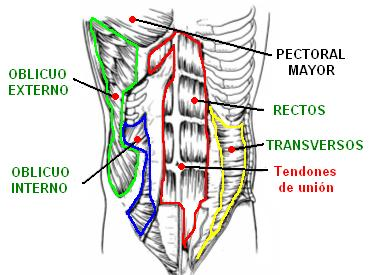 PECTORAL
MAYOR
OBLICUO
EXTERNO
RECTOS
TRANSVERSOS
OBLICUO
INTERNO
Tendones
de unión